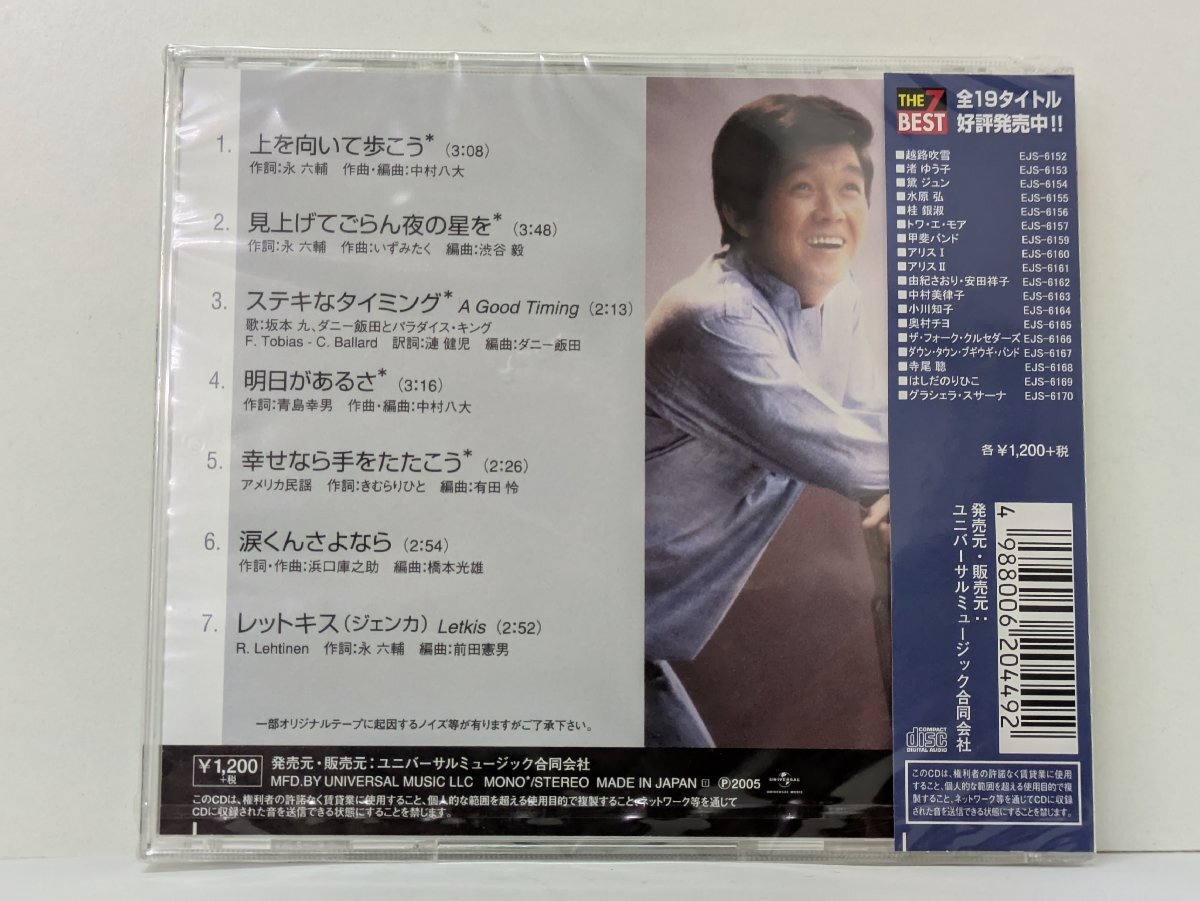 1. 上を向いて歩こう* (3:08)
作詞:永 六輔 作曲・編曲:中村八大
2. 見上げてごらん夜の星を* (3:48)
作詞:永 六輔 作曲:いずみたく 編曲:渋谷 毅
3. ステキなタイミング* A Good Timing (2:13)
歌:坂本 九、ダニー飯田とパラダイス・キング
F. Tobias - C. Ballard 訳詞:漣 健児 編曲:ダニー飯田
4. 明日があるさ* (3:16)
作詞:青島幸男 作曲・編曲:中村八大
5. 幸せなら手をたたこう* (2:26)
アメリカ民謡 作詞:きむらりひと 編曲:有田 怜
6. 涙くんさよなら (2:54)
作詞・作曲:浜口庫之助 編曲:橋本光雄
7. レットキス(ジェンカ) Letkis (2:52)
R. Lehtinen 作詞:永 六輔 編曲:前田憲男
一部オリジナルテープに起因するノイズ等が有りますがご了承下さい。
¥1,200
+税
発売元・販売元:ユニバーサルミュージック合同会社
MFD.BY UNIVERSAL MUSIC LLC MONO*/STEREO MADE IN JAPAN Ⓟ2005
UNIVERSAL
UNIVERSAL MUSIC
このCDは、権利者の許諾なく賃貸業に使用すること、個人的な範囲を超える使用目的で複製すること、ネットワーク等を通じて
CDに収録された音を送信できる状態にすることを禁じます。
THE 7
BEST
全19タイトル
好評発売中!!
■越路吹雪 EJS-6152
■渚 ゆう子 EJS-6153
■黛 ジュン EJS-6154
■水原 弘 EJS-6155
■桂 銀淑 EJS-6156
■トワ・エ・モア EJS-6157
■甲斐バンド EJS-6159
■アリス Ⅰ EJS-6160
■アリス Ⅱ EJS-6161
■由紀さおり・安田祥子 EJS-6162
■中村美律子 EJS-6163
■小川知子 EJS-6164
■奥村チヨ EJS-6165
■ザ・フォーク・クルセダーズ EJS-6166
■ダウン・タウン・ブギウギ・バンド EJS-6167
■寺尾 聰 EJS-6168
■はしだのりひこ EJS-6169
■グラシェラ・スサーナ EJS-6170
各¥1,200+税
発売元・販売元:
ユニバーサルミュージック合同会社
4 988006 204492
COMPACT
disc
DIGITAL AUDIO
このCDは、権利者の許諾なく賃貸業に使用
すること、個人的な範囲を超える使用目的で複
製すること、ネットワーク等を通じてCDに収録
された音を送信できる状態にすることを禁じます。